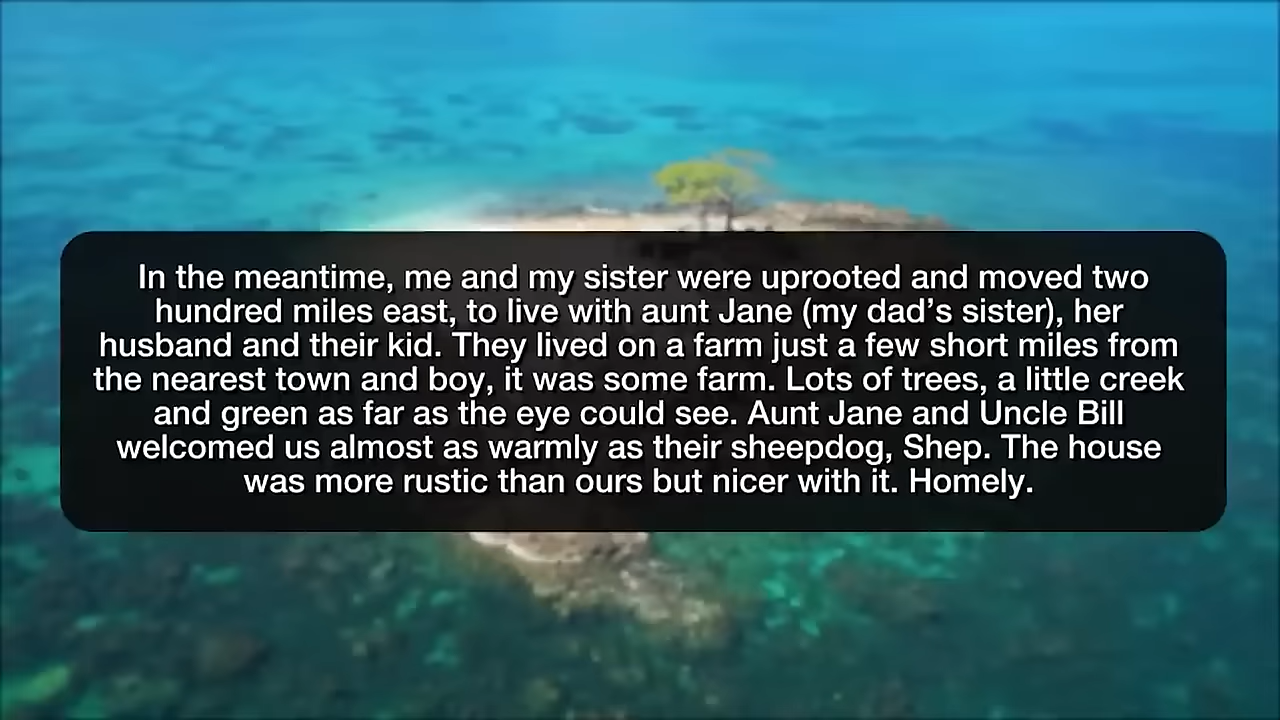 In the meantime, me and my sister were uprooted and moved two
hundred miles east, to live with aunt Jane (my dad’s sister), her
husband and their kid. They lived on a farm just a few short miles from
the nearest town and boy, it was some farm. Lots of trees, a little creek
and green as far as the eye could see. Aunt Jane and Uncle Bill
welcomed us almost as warmly as their sheepdog, Shep. The house
was more rustic than ours but nicer with it. Homely.